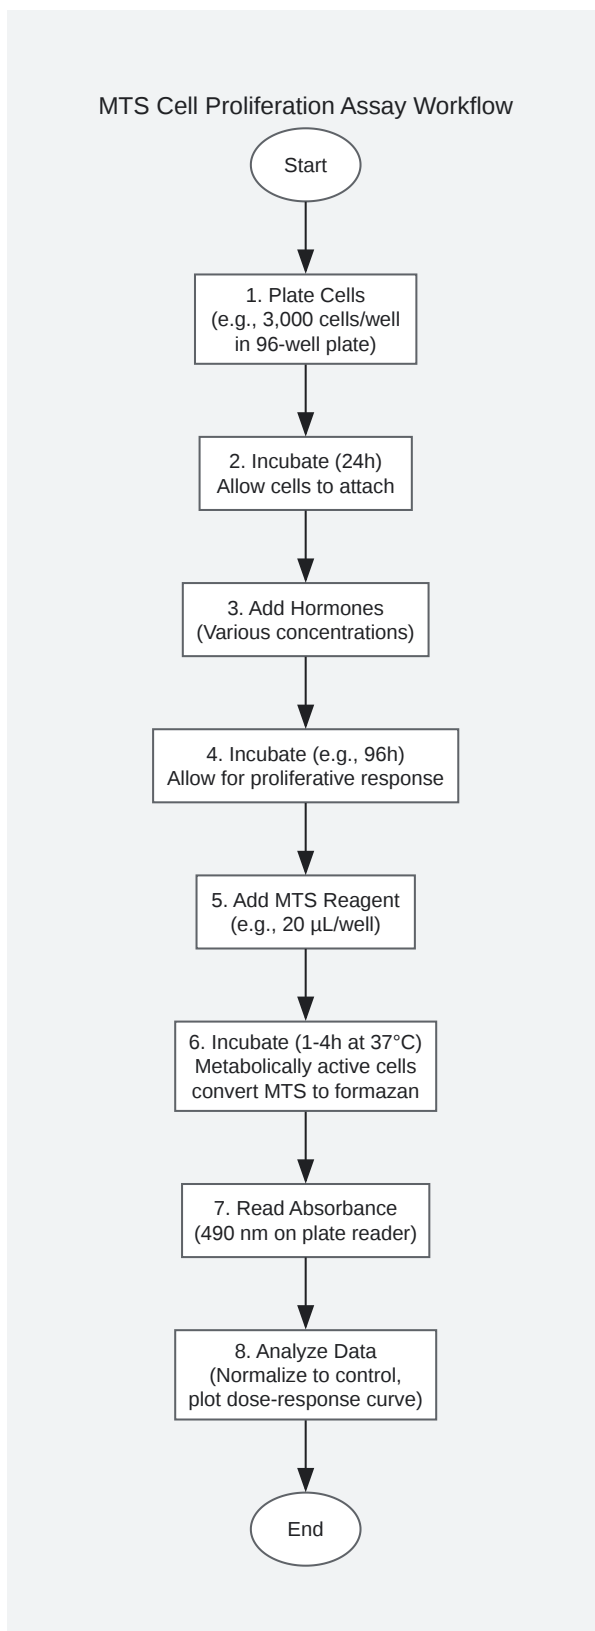 MTS Cell Proliferation Assay Workflow
Start
1. Plate Cells
(e.g., 3,000 cells/well
in 96-well plate)
2. Incubate (24h)
Allow cells to attach
3. Add Hormones
(Various concentrations)
4. Incubate (e.g., 96h)
Allow for proliferative response
5. Add MTS Reagent
(e.g., 20 µL/well)
6. Incubate (1-4h at 37°C)
Metabolically active cells
convert MTS to formazan
7. Read Absorbance
(490 nm on plate reader)
8. Analyze Data
(Normalize to control,
plot dose-response curve)
End